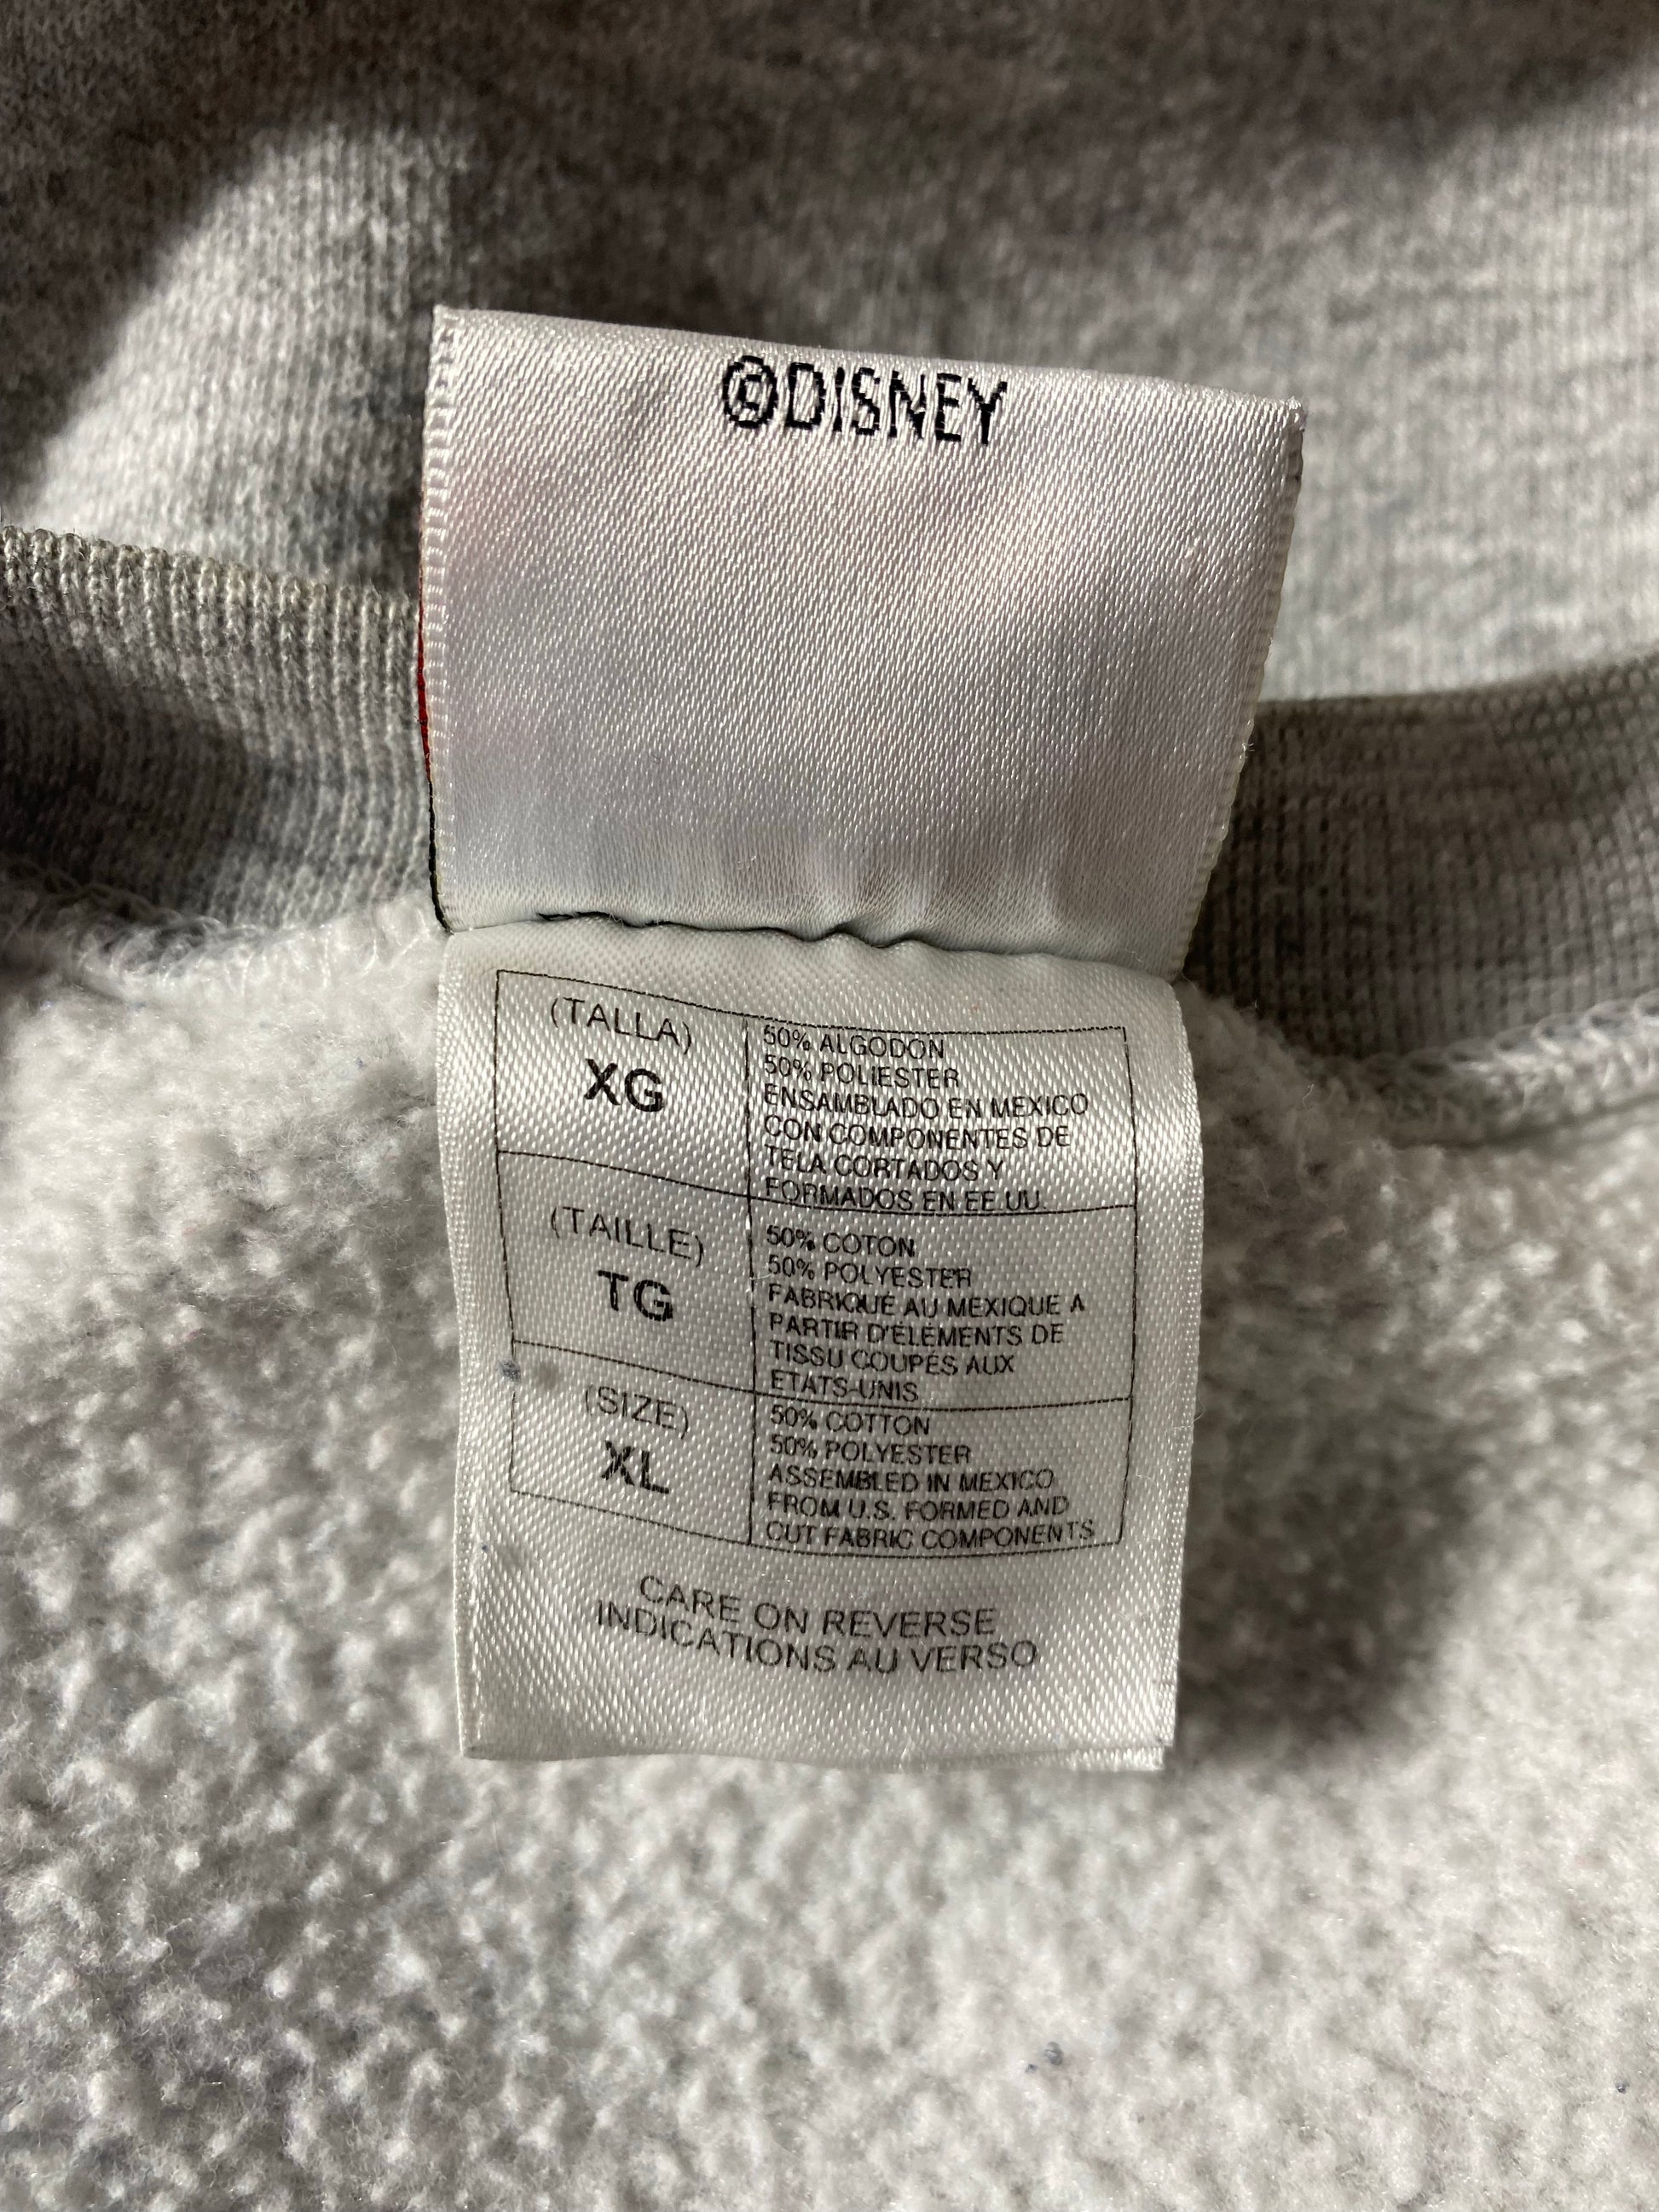 ©DISNEY
(TALLA)
XG
50% ALGODON
50% POLIESTER
ENSAMBLADO EN MEXICO
CON COMPONENTES DE
TELA CORTADOS Y
FORMADOS EN EE.UU.
(TAILLE)
TG
50% COTON
50% POLYESTER
FABRIQUÉ AU MEXIQUE A
PARTIR D'ÉLÉMENTS DE
TISSU COUPÉS AUX
ETATS-UNIS
(SIZE)
XL
50% COTTON
50% POLYESTER
ASSEMBLED IN MEXICO
FROM U.S. FORMED AND
CUT FABRIC COMPONENTS
CARE ON REVERSE
INDICATIONS AU VERSO